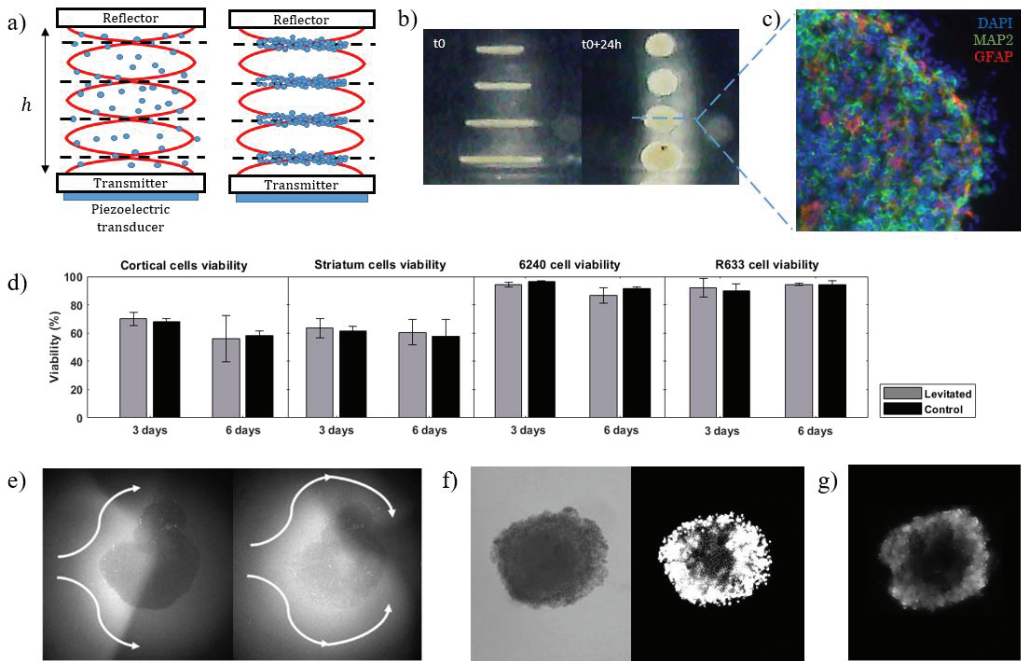 a)
Reflector
Reflector
h
Transmitter
Transmitter
Piezoelectric
transducer
b)
t0
t0+24h
c)
DAPI
MAP2
GFAP
d)
Cortical cells viability
Striatum cells viability
6240 cell viability
R633 cell viability
Viability (%)
100
80
60
40
20
0
3 days
6 days
3 days
6 days
3 days
6 days
3 days
6 days
Levitated
Control
e)
f)
g)